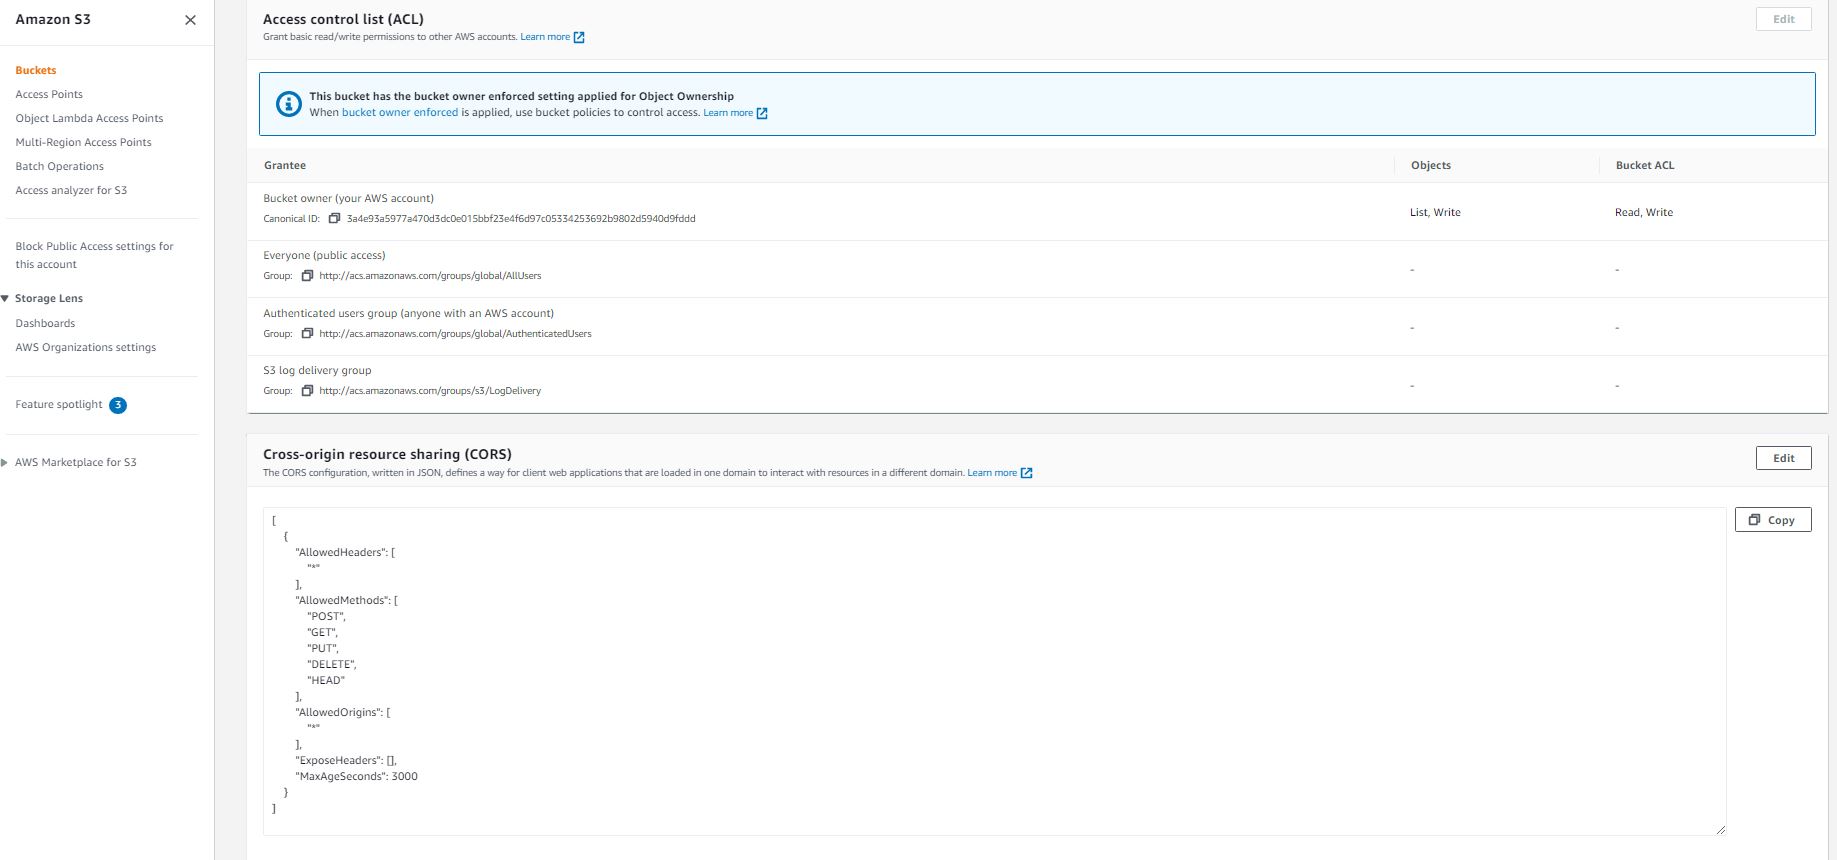 Amazon S3
Buckets
Access Points
Object Lambda Access Points
Multi-Region Access Points
Batch Operations
Access analyzer for S3
Block Public Access settings for
this account
Storage Lens
Dashboards
AWS Organizations settings
Feature spotlight 3
AWS Marketplace for S3
Access control list (ACL)
Edit
Grant basic read/write permissions to other AWS accounts. Learn more
This bucket has the bucket owner enforced setting applied for Object Ownership
When bucket owner enforced is applied, use bucket policies to control access. Learn more
Grantee Objects Bucket ACL
Bucket owner (your AWS account)
Canonical ID: 3a4e93a5977a470d3dc0e015bbf23e4f6d97c05334253692b9802d5940d9fddd
List, Write Read, Write
Everyone (public access)
Group: http://acs.amazonaws.com/groups/global/AllUsers
- -
Authenticated users group (anyone with an AWS account)
Group: http://acs.amazonaws.com/groups/global/AuthenticatedUsers
- -
S3 log delivery group
Group: http://acs.amazonaws.com/groups/s3/LogDelivery
- -
Cross-origin resource sharing (CORS)
Edit
The CORS configuration, written in JSON, defines a way for client web applications that are loaded in one domain to interact with resources in a different domain. Learn more
Copy
[
{
"AllowedHeaders": [
"*"
],
"AllowedMethods": [
"POST",
"GET",
"PUT",
"DELETE",
"HEAD"
],
"AllowedOrigins": [
"*"
],
"ExposeHeaders": [],
"MaxAgeSeconds": 3000
}
]